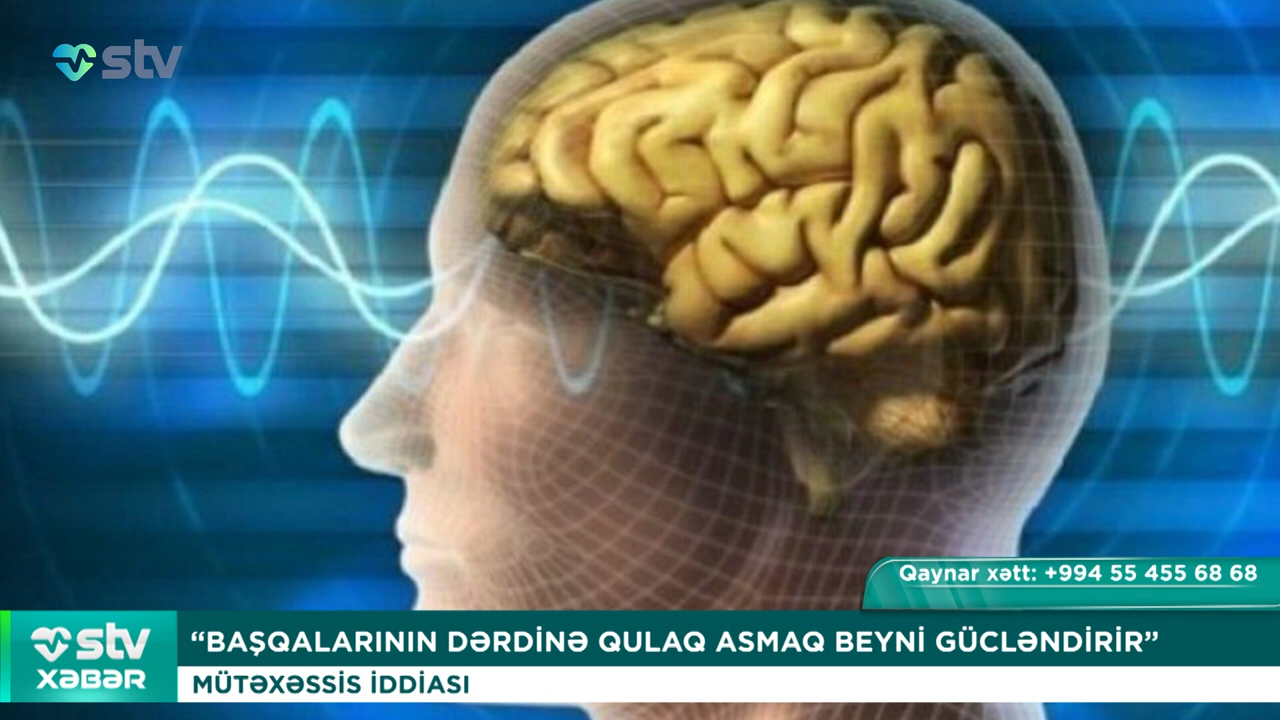 stv
Qaynar xətt: +994 55 455 68 68
stv
XƏBƏR
“BAŞQALARININ DƏRDİNƏ QULAQ ASMAQ BEYNİ GÜCLƏNDİRİR”
MÜTƏXƏSSİS İDDİASI